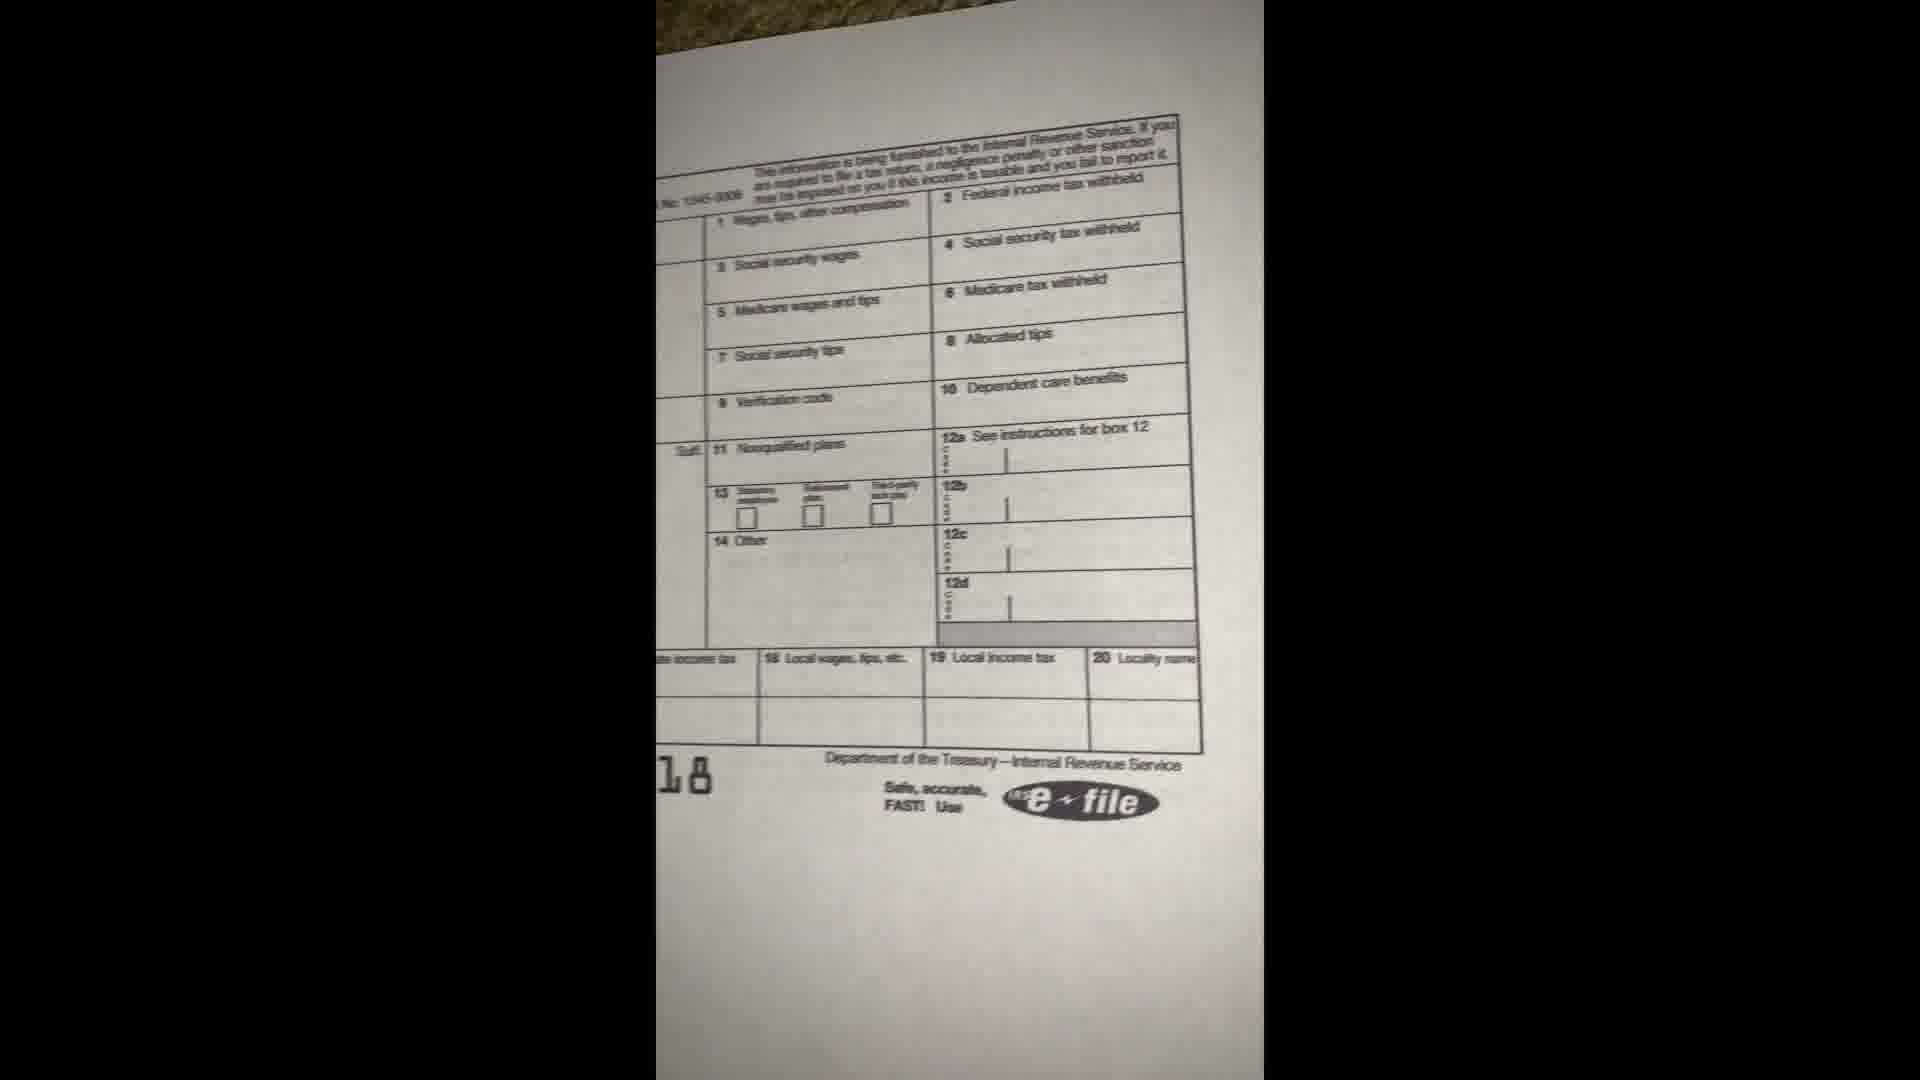 This information is being furnished to the Internal Revenue Service. If you
are required to file a tax return, a negligence penalty or other sanction
may be imposed on you if this income is taxable and you fail to report it.
No. 1545-0008
1 Wages, tips, other compensation
2 Federal income tax withheld
3 Social security wages
4 Social security tax withheld
5 Medicare wages and tips
6 Medicare tax withheld
7 Social security tips
8 Allocated tips
9 Verification code
10 Dependent care benefits
Suff.
11 Nonqualified plans
12a See instructions for box 12
Code
13 Statutory employee
Retirement plan
Third-party sick pay
12b
Code
14 Other
12c
Code
12d
Code
te income tax
18 Local wages, tips, etc.
19 Local income tax
20 Locality name
18
Department of the Treasury—Internal Revenue Service
Safe, accurate,
FAST! Use
IRS e-file